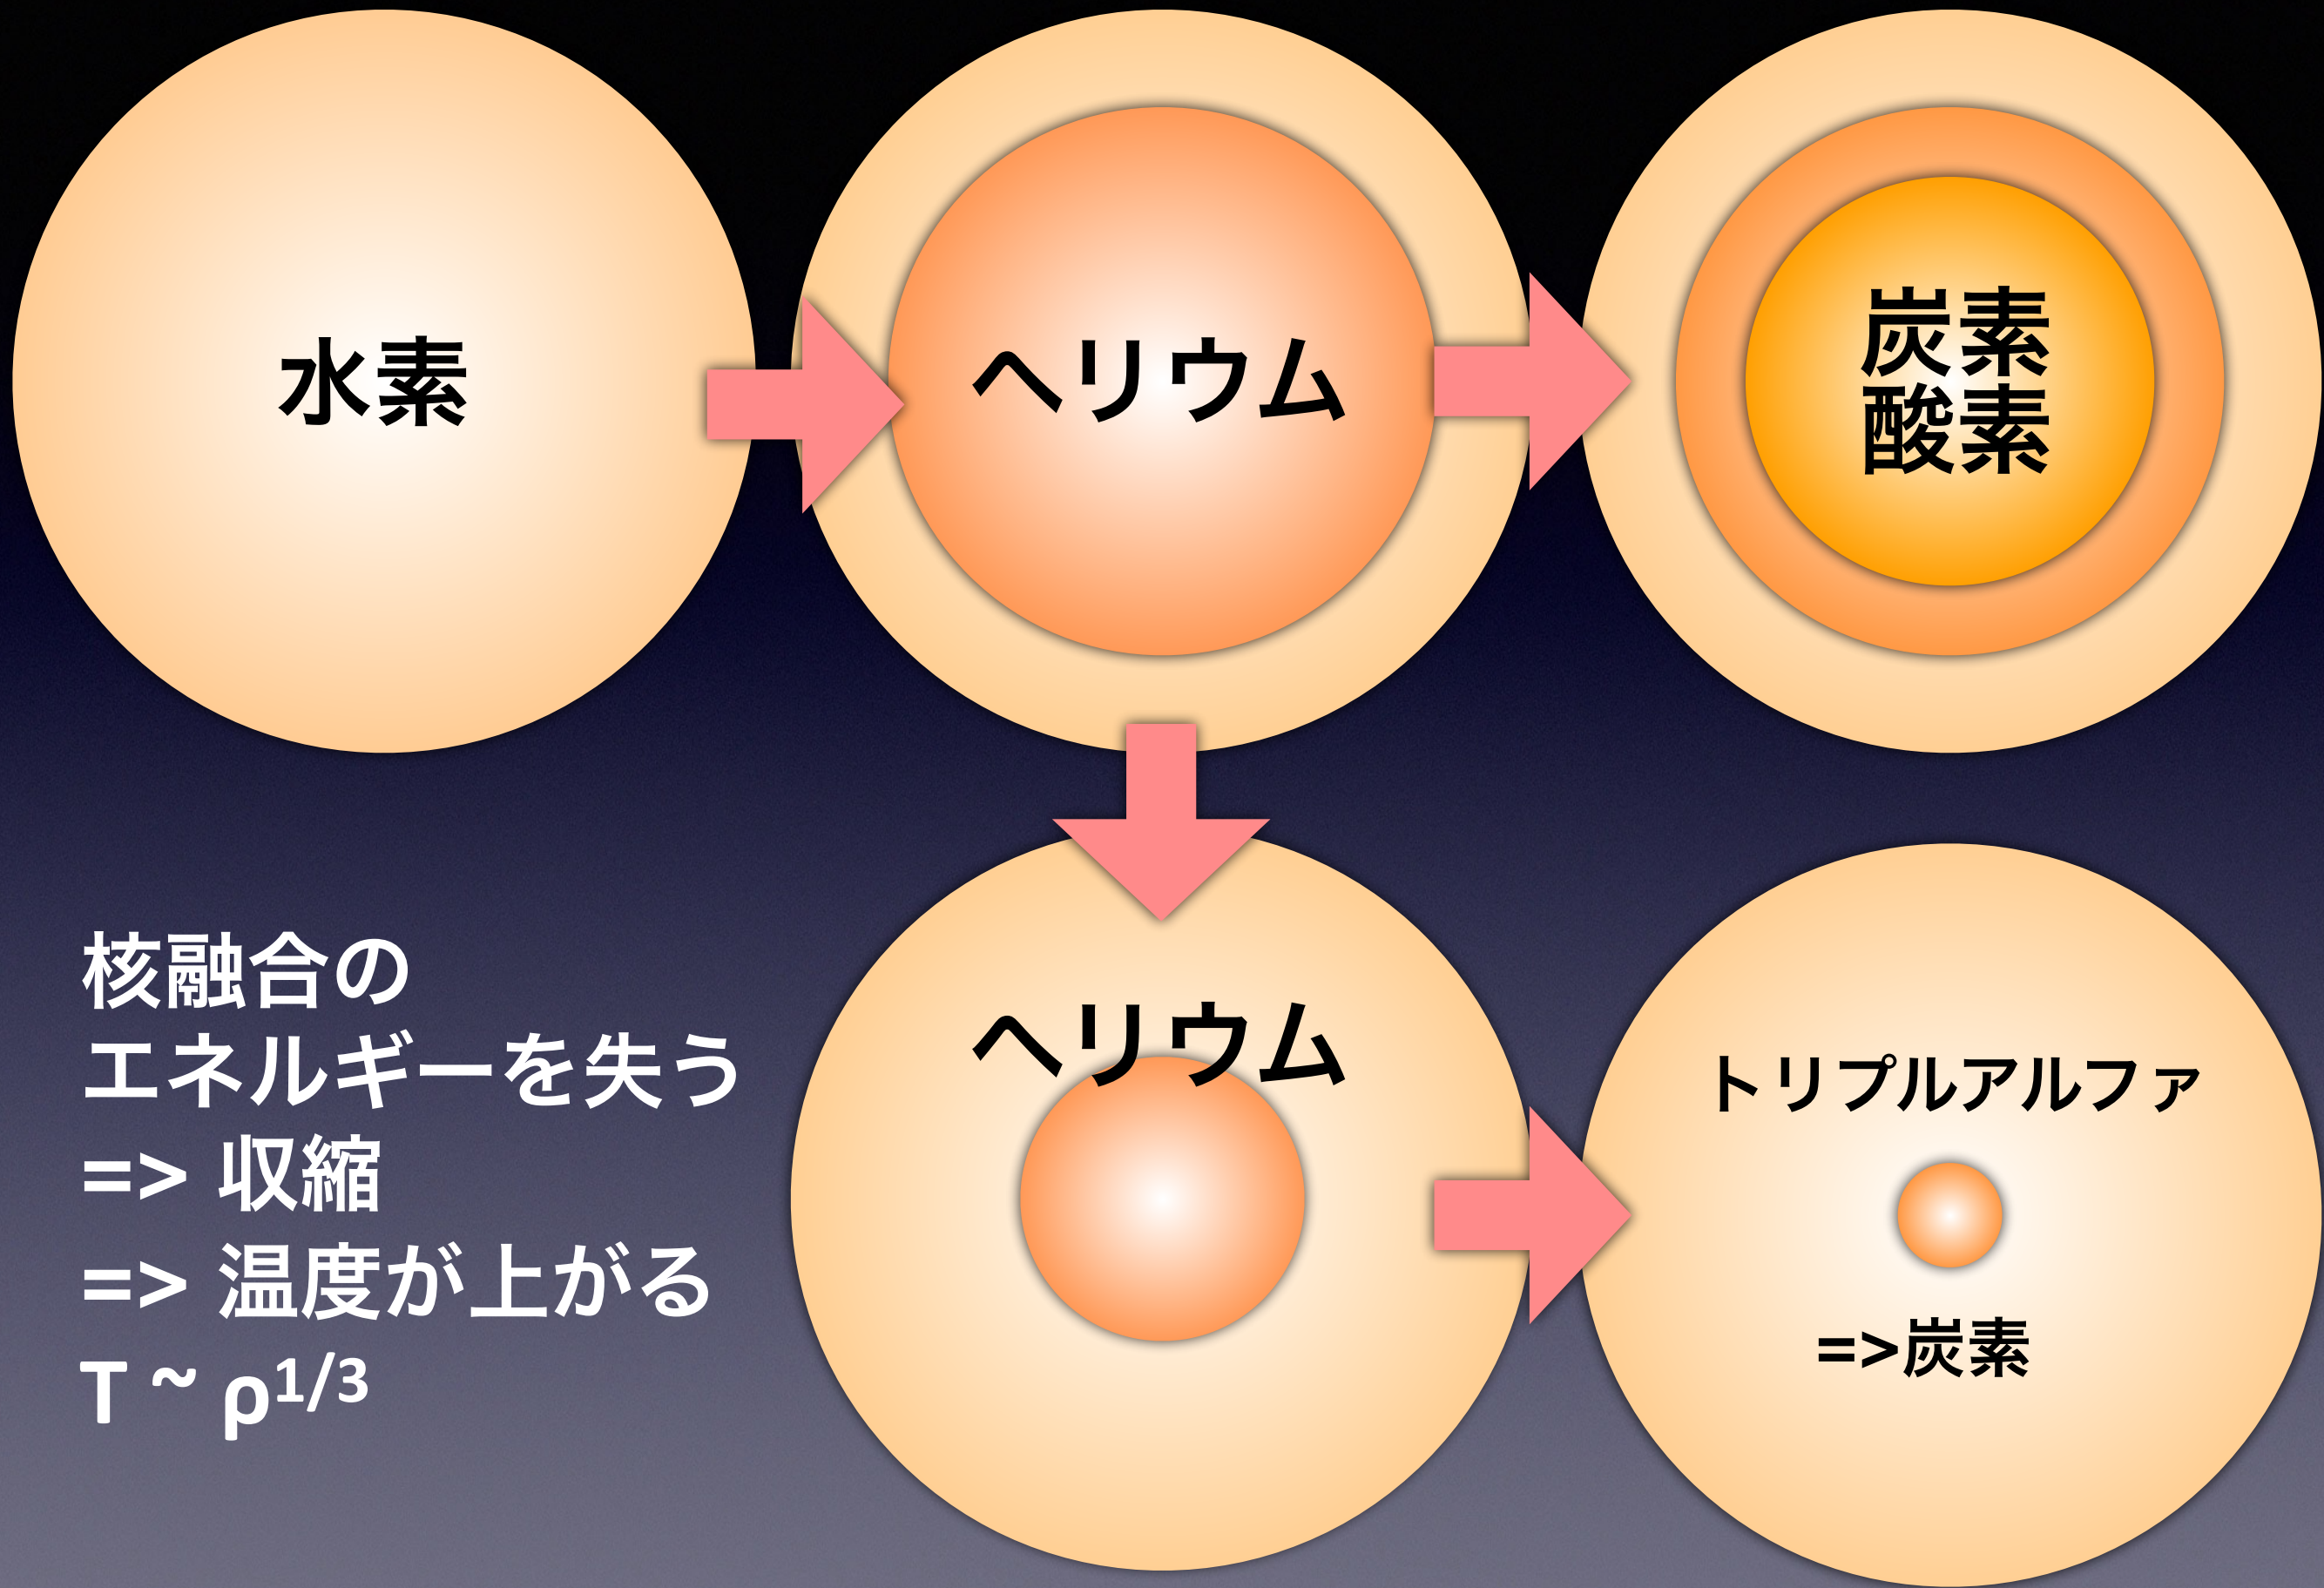 水素
ヘリウム
炭素
酸素
核融合の
エネルギーを失う
=> 収縮
=> 温度が上がる
T ~ ρ¹/³
ヘリウム
トリプルアルファ
=>炭素